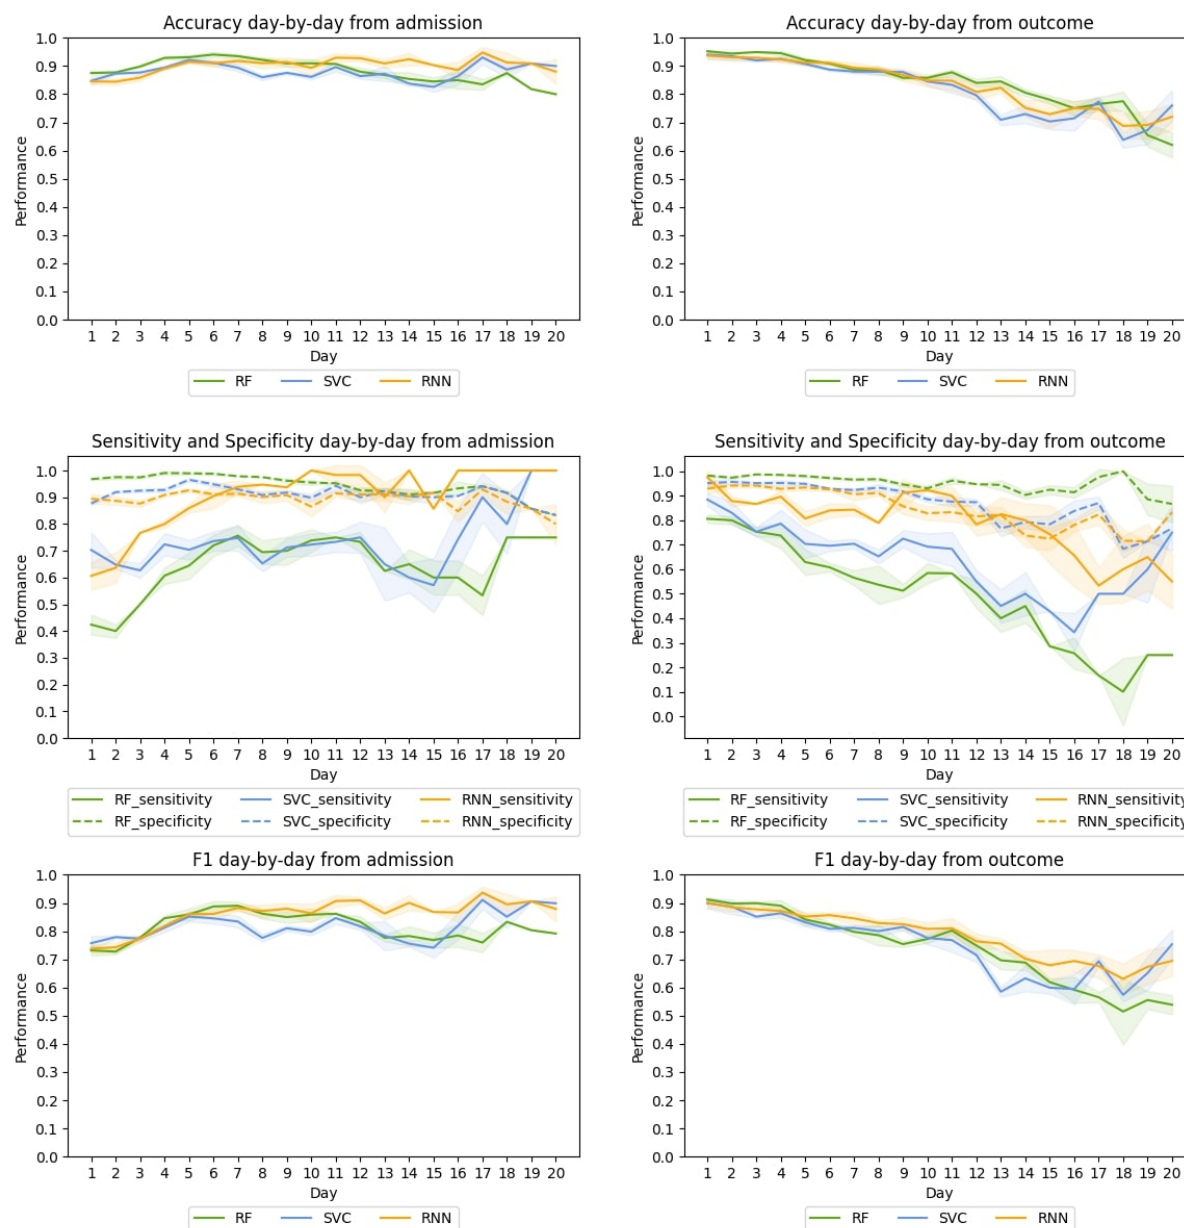 Accuracy day-by-day from admission
Performance
1.0
0.9
0.8
0.7
0.6
0.5
0.4
0.3
0.2
0.1
0.0
1 2 3 4 5 6 7 8 9 10 11 12 13 14 15 16 17 18 19 20
Day
RF SVC RNN
Accuracy day-by-day from outcome
Performance
1.0
0.9
0.8
0.7
0.6
0.5
0.4
0.3
0.2
0.1
0.0
1 2 3 4 5 6 7 8 9 10 11 12 13 14 15 16 17 18 19 20
Day
RF SVC RNN
Sensitivity and Specificity day-by-day from admission
Performance
1.0
0.9
0.8
0.7
0.6
0.5
0.4
0.3
0.2
0.1
0.0
1 2 3 4 5 6 7 8 9 10 11 12 13 14 15 16 17 18 19 20
Day
RF_sensitivity SVC_sensitivity RNN_sensitivity
RF_specificity SVC_specificity RNN_specificity
Sensitivity and Specificity day-by-day from outcome
Performance
1.0
0.9
0.8
0.7
0.6
0.5
0.4
0.3
0.2
0.1
0.0
1 2 3 4 5 6 7 8 9 10 11 12 13 14 15 16 17 18 19 20
Day
RF_sensitivity SVC_sensitivity RNN_sensitivity
RF_specificity SVC_specificity RNN_specificity
F1 day-by-day from admission
Performance
1.0
0.9
0.8
0.7
0.6
0.5
0.4
0.3
0.2
0.1
0.0
1 2 3 4 5 6 7 8 9 10 11 12 13 14 15 16 17 18 19 20
Day
RF SVC RNN
F1 day-by-day from outcome
Performance
1.0
0.9
0.8
0.7
0.6
0.5
0.4
0.3
0.2
0.1
0.0
1 2 3 4 5 6 7 8 9 10 11 12 13 14 15 16 17 18 19 20
Day
RF SVC RNN